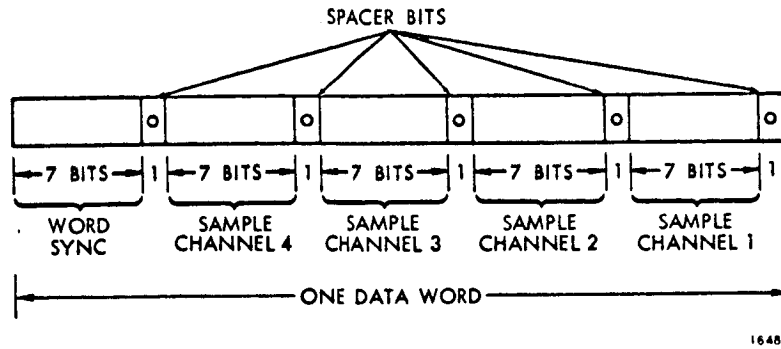 SPACER BITS
0 0 0 0 0
7 BITS 1 7 BITS 1 7 BITS 1 7 BITS 1 7 BITS 1
WORD SYNC
SAMPLE CHANNEL 4
SAMPLE CHANNEL 3
SAMPLE CHANNEL 2
SAMPLE CHANNEL 1
ONE DATA WORD
1648